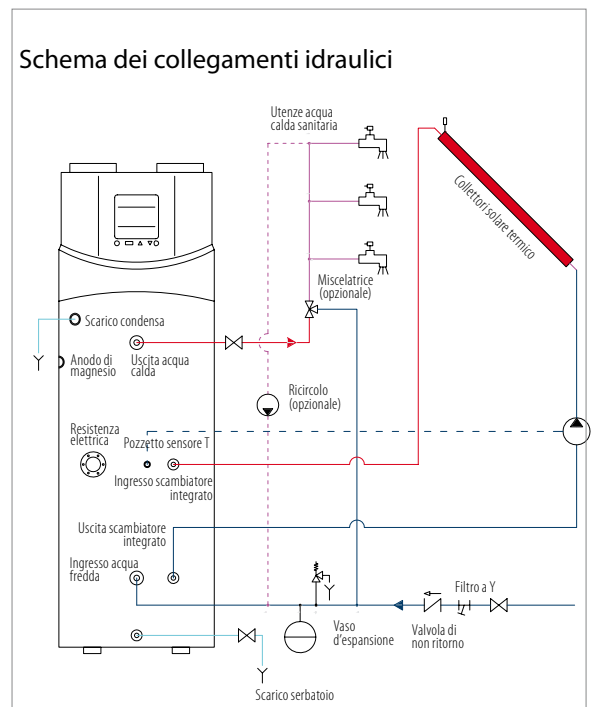 Schema dei collegamenti idraulici
Utenze acqua
calda sanitaria
Collettori solare termico
Miscelatrice
(opzionale)
Scarico condensa
Anodo di
magnesio
Uscita acqua
calda
Ricircolo
(opzionale)
Resistenza
elettrica
Pozzetto sensore T
Ingresso scambiatore
integrato
Uscita scambiatore
integrato
Ingresso acqua
fredda
Filtro a Y
Vaso
d'espansione
Valvola di
non ritorno
Scarico serbatoio